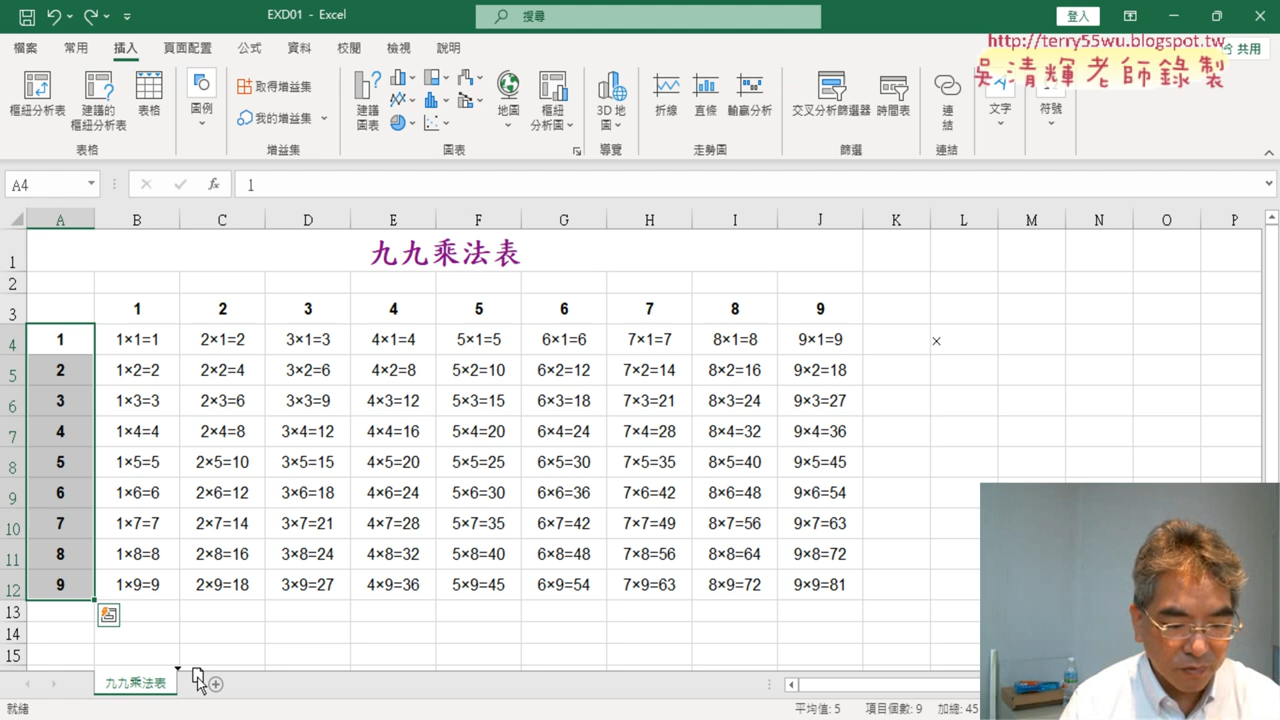 EXD01 - Excel
搜尋
登入
檔案 常用 插入 頁面配置 公式 資料 校閱 檢視 說明
共用
http://terry55wu.blogspot.tw
吳清輝老師錄製
樞紐分析表 建議的樞紐分析表 表格 圖例 取得增益集 我的增益集 建議圖表 地圖 樞紐分析圖 3D 地圖 折線 直條 輸贏分析 交叉分析篩選器 時間表 連結 文字 符號
表格 增益集 圖表 導覽 走勢圖 篩選 連結
A4 fx 1
A B C D E F G H I J K L M N O P
1 九九乘法表
2
3 1 2 3 4 5 6 7 8 9
4 1 1×1=1 2×1=2 3×1=3 4×1=4 5×1=5 6×1=6 7×1=7 8×1=8 9×1=9 ×
5 2 1×2=2 2×2=4 3×2=6 4×2=8 5×2=10 6×2=12 7×2=14 8×2=16 9×2=18
6 3 1×3=3 2×3=6 3×3=9 4×3=12 5×3=15 6×3=18 7×3=21 8×3=24 9×3=27
7 4 1×4=4 2×4=8 3×4=12 4×4=16 5×4=20 6×4=24 7×4=28 8×4=32 9×4=36
8 5 1×5=5 2×5=10 3×5=15 4×5=20 5×5=25 6×5=30 7×5=35 8×5=40 9×5=45
9 6 1×6=6 2×6=12 3×6=18 4×6=24 5×6=30 6×6=36 7×6=42 8×6=48 9×6=54
10 7 1×7=7 2×7=14 3×7=21 4×7=28 5×7=35 6×7=42 7×7=49 8×7=56 9×7=63
11 8 1×8=8 2×8=16 3×8=24 4×8=32 5×8=40 6×8=48 7×8=56 8×8=64 9×8=72
12 9 1×9=9 2×9=18 3×9=27 4×9=36 5×9=45 6×9=54 7×9=63 8×9=72 9×9=81
13
14
15
九九乘法表
就緒 平均值: 5 項目個數: 9 加總: 45